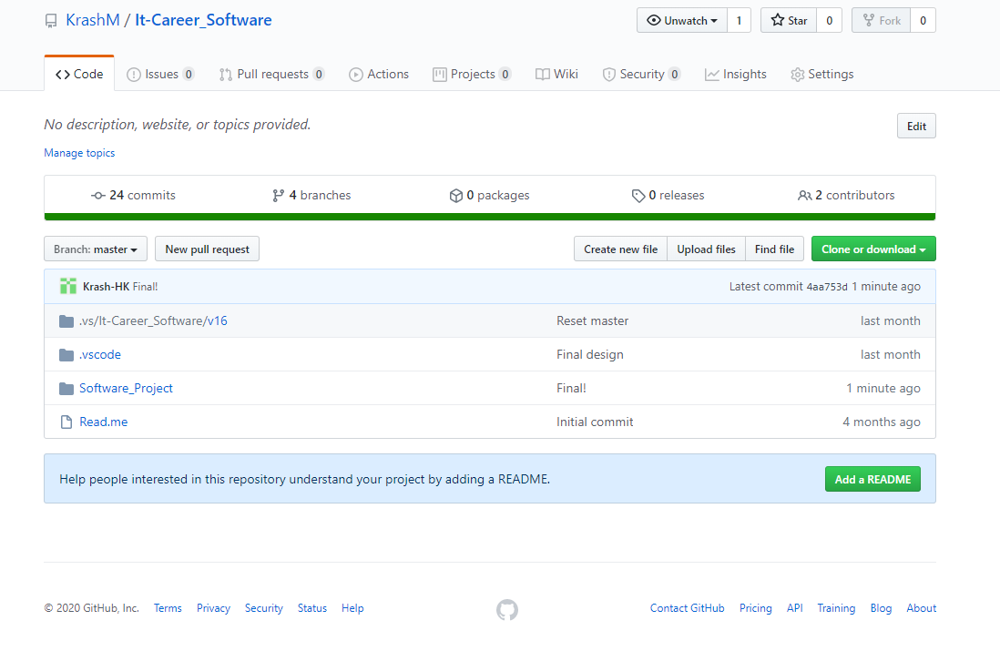 KrashM / It-Career_Software Unwatch 1 Star 0 Fork 0
Code Issues 0 Pull requests 0 Actions Projects 0 Wiki Security 0 Insights Settings
No description, website, or topics provided. Edit
Manage topics
24 commits 4 branches 0 packages 0 releases 2 contributors
Branch: master New pull request Create new file Upload files Find file Clone or download
Krash-HK Final! Latest commit 4aa753d 1 minute ago
.vs/It-Career_Software/v16 Reset master last month
.vscode Final design last month
Software_Project Final! 1 minute ago
Read.me Initial commit 4 months ago
Help people interested in this repository understand your project by adding a README. Add a README
© 2020 GitHub, Inc. Terms Privacy Security Status Help Contact GitHub Pricing API Training Blog About